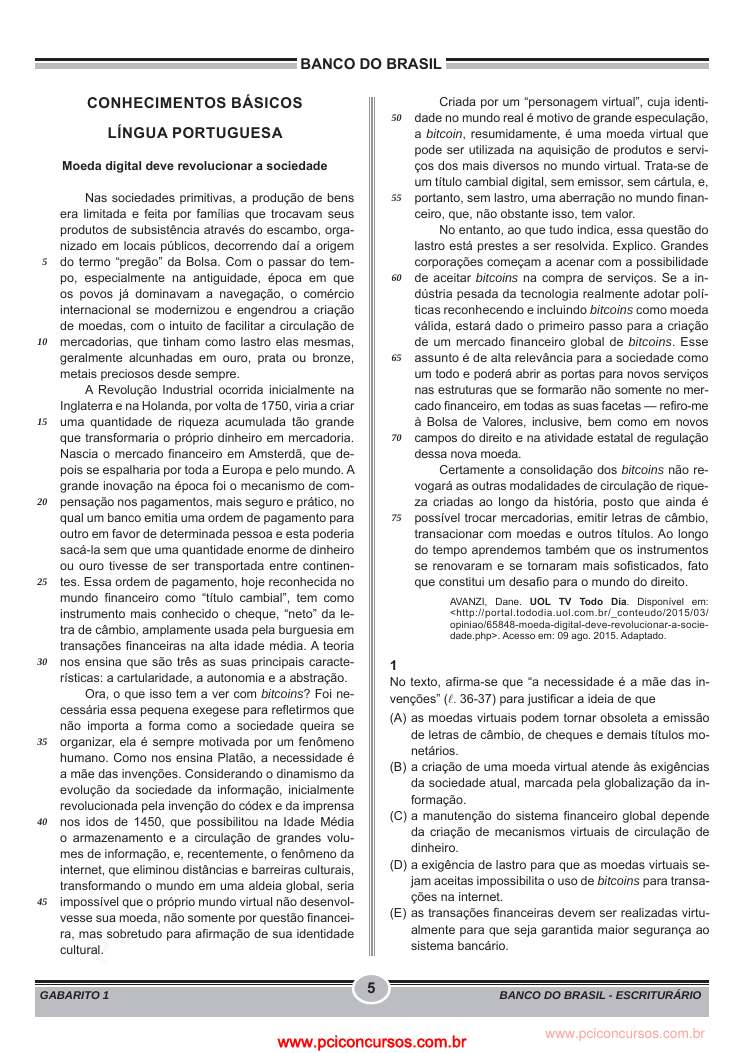 BANCO DO BRASIL
CONHECIMENTOS BÁSICOS
LÍNGUA PORTUGUESA
Moeda digital deve revolucionar a sociedade
Nas sociedades primitivas, a produção de bens
era limitada e feita por famílias que trocavam seus
produtos de subsistência através do escambo, orga-
nizado em locais públicos, decorrendo daí a origem
5 do termo “pregão” da Bolsa. Com o passar do tem-
po, especialmente na antiguidade, época em que
os povos já dominavam a navegação, o comércio
internacional se modernizou e engendrou a criação
de moedas, com o intuito de facilitar a circulação de
10 mercadorias, que tinham como lastro elas mesmas,
geralmente alcunhadas em ouro, prata ou bronze,
metais preciosos desde sempre.
A Revolução Industrial ocorrida inicialmente na
Inglaterra e na Holanda, por volta de 1750, viria a criar
15 uma quantidade de riqueza acumulada tão grande
que transformaria o próprio dinheiro em mercadoria.
Nascia o mercado financeiro em Amsterdã, que de-
pois se espalharia por toda a Europa e pelo mundo. A
grande inovação na época foi o mecanismo de com-
20 pensação nos pagamentos, mais seguro e prático, no
qual um banco emitia uma ordem de pagamento para
outro em favor de determinada pessoa e esta poderia
sacá-la sem que uma quantidade enorme de dinheiro
ou ouro tivesse de ser transportada entre continen-
25 tes. Essa ordem de pagamento, hoje reconhecida no
mundo financeiro como “título cambial”, tem como
instrumento mais conhecido o cheque, “neto” da le-
tra de câmbio, amplamente usada pela burguesia em
transações financeiras na alta idade média. A teoria
30 nos ensina que são três as suas principais caracte-
rísticas: a cartularidade, a autonomia e a abstração.
Ora, o que isso tem a ver com bitcoins? Foi ne-
cessária essa pequena exegese para refletirmos que
não importa a forma como a sociedade queira se
35 organizar, ela é sempre motivada por um fenômeno
humano. Como nos ensina Platão, a necessidade é
a mãe das invenções. Considerando o dinamismo da
evolução da sociedade da informação, inicialmente
revolucionada pela invenção do códex e da imprensa
40 nos idos de 1450, que possibilitou na Idade Média
o armazenamento e a circulação de grandes volu-
mes de informação, e, recentemente, o fenômeno da
internet, que eliminou distâncias e barreiras culturais,
transformando o mundo em uma aldeia global, seria
45 impossível que o próprio mundo virtual não desenvol-
vesse sua moeda, não somente por questão financei-
ra, mas sobretudo para afirmação de sua identidade
cultural.
Criada por um “personagem virtual”, cuja identi-
50 dade no mundo real é motivo de grande especulação,
a bitcoin, resumidamente, é uma moeda virtual que
pode ser utilizada na aquisição de produtos e servi-
ços dos mais diversos no mundo virtual. Trata-se de
um título cambial digital, sem emissor, sem cártula, e,
55 portanto, sem lastro, uma aberração no mundo finan-
ceiro, que, não obstante isso, tem valor.
No entanto, ao que tudo indica, essa questão do
lastro está prestes a ser resolvida. Explico. Grandes
corporações começam a acenar com a possibilidade
60 de aceitar bitcoins na compra de serviços. Se a in-
dústria pesada da tecnologia realmente adotar polí-
ticas reconhecendo e incluindo bitcoins como moeda
válida, estará dado o primeiro passo para a criação
de um mercado financeiro global de bitcoins. Esse
65 assunto é de alta relevância para a sociedade como
um todo e poderá abrir as portas para novos serviços
nas estruturas que se formarão não somente no mer-
cado financeiro, em todas as suas facetas — refiro-me
à Bolsa de Valores, inclusive, bem como em novos
70 campos do direito e na atividade estatal de regulação
dessa nova moeda.
Certamente a consolidação dos bitcoins não re-
vogará as outras modalidades de circulação de rique-
za criadas ao longo da história, posto que ainda é
75 possível trocar mercadorias, emitir letras de câmbio,
transacionar com moedas e outros títulos. Ao longo
do tempo aprendemos também que os instrumentos
se renovaram e se tornaram mais sofisticados, fato
que constitui um desafio para o mundo do direito.
AVANZI, Dane. UOL TV Todo Dia. Disponível em:
<http://portal.tododia.uol.com.br/_conteudo/2015/03/
opiniao/65848-moeda-digital-deve-revolucionar-a-socie-
dade.php>. Acesso em: 09 ago. 2015. Adaptado.
1
No texto, afirma-se que “a necessidade é a mãe das in-
venções” (ℓ. 36-37) para justificar a ideia de que
(A) as moedas virtuais podem tornar obsoleta a emissão
de letras de câmbio, de cheques e demais títulos mo-
netários.
(B) a criação de uma moeda virtual atende às exigências
da sociedade atual, marcada pela globalização da in-
formação.
(C) a manutenção do sistema financeiro global depende
da criação de mecanismos virtuais de circulação de
dinheiro.
(D) a exigência de lastro para que as moedas virtuais se-
jam aceitas impossibilita o uso de bitcoins para transa-
ções na internet.
(E) as transações financeiras devem ser realizadas virtu-
almente para que seja garantida maior segurança ao
sistema bancário.
GABARITO 1
5
BANCO DO BRASIL - ESCRITURÁRIO
www.pciconcursos.com.br
www.pciconcursos.com.br